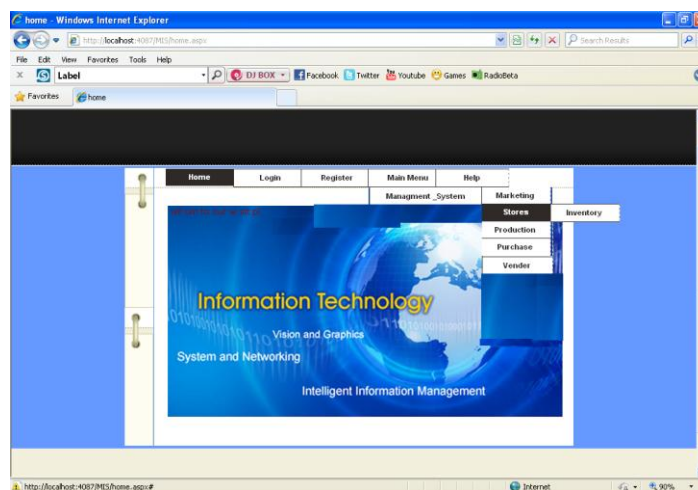 home - Windows Internet Explorer
http://localhost:4087/MIS/home.aspx
Search Results
File Edit View Favorites Tools Help
Label DJ BOX Facebook Twitter Youtube Games RadioBeta
Favorites home
Home Login Register Main Menu Help
Managment _System Marketing
Stores Inventory
Production
Purchase
Vender
Information Technology
Vision and Graphics
System and Networking
Intelligent Information Management
http://localhost:4087/MIS/home.aspx# Internet 90%